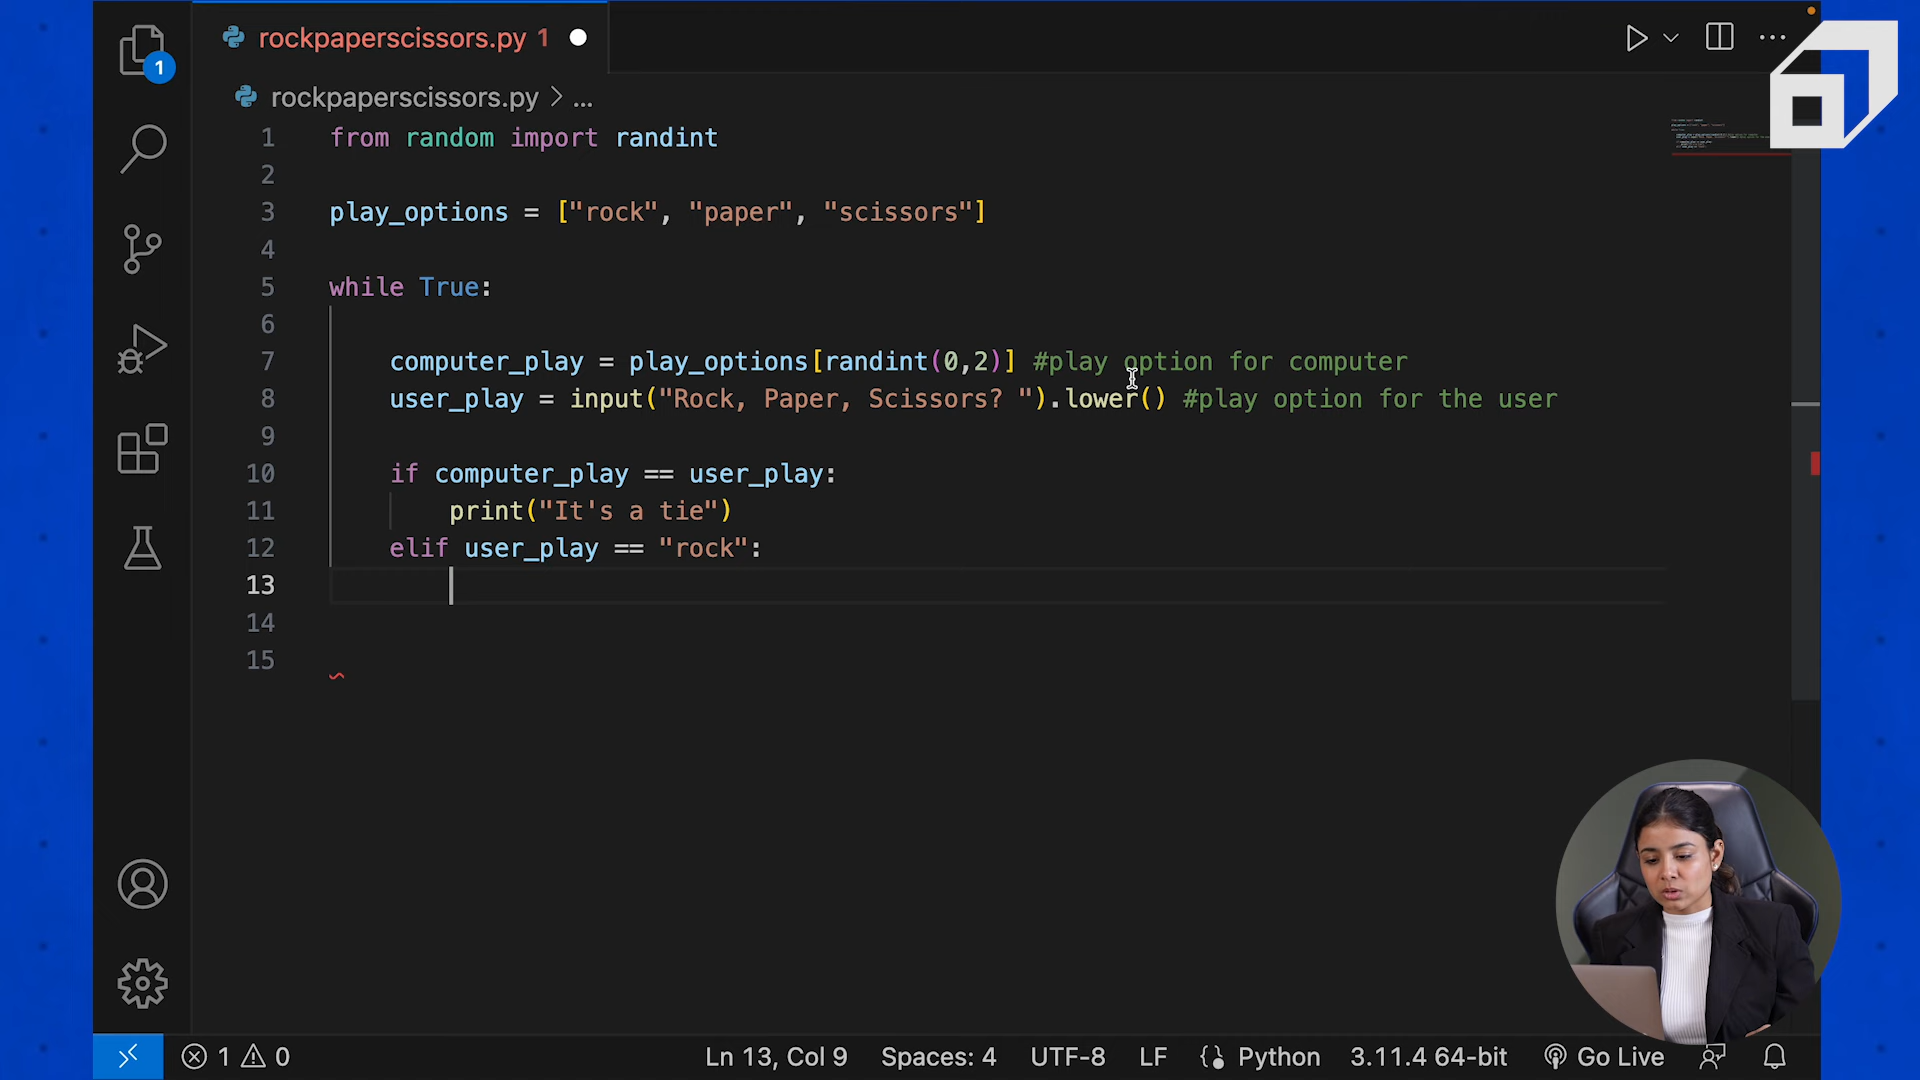 rockpaperscissors.py 1
1
rockpaperscissors.py > ...
1 from random import randint
2
3 play_options = ["rock", "paper", "scissors"]
4
5 while True:
6
7 computer_play = play_options[randint(0,2)] #play option for computer
8 user_play = input("Rock, Paper, Scissors? ").lower() #play option for the user
9
10 if computer_play == user_play:
11 print("It's a tie")
12 elif user_play == "rock":
13
14
15
1 0 Ln 13, Col 9 Spaces: 4 UTF-8 LF Python 3.11.4 64-bit Go Live